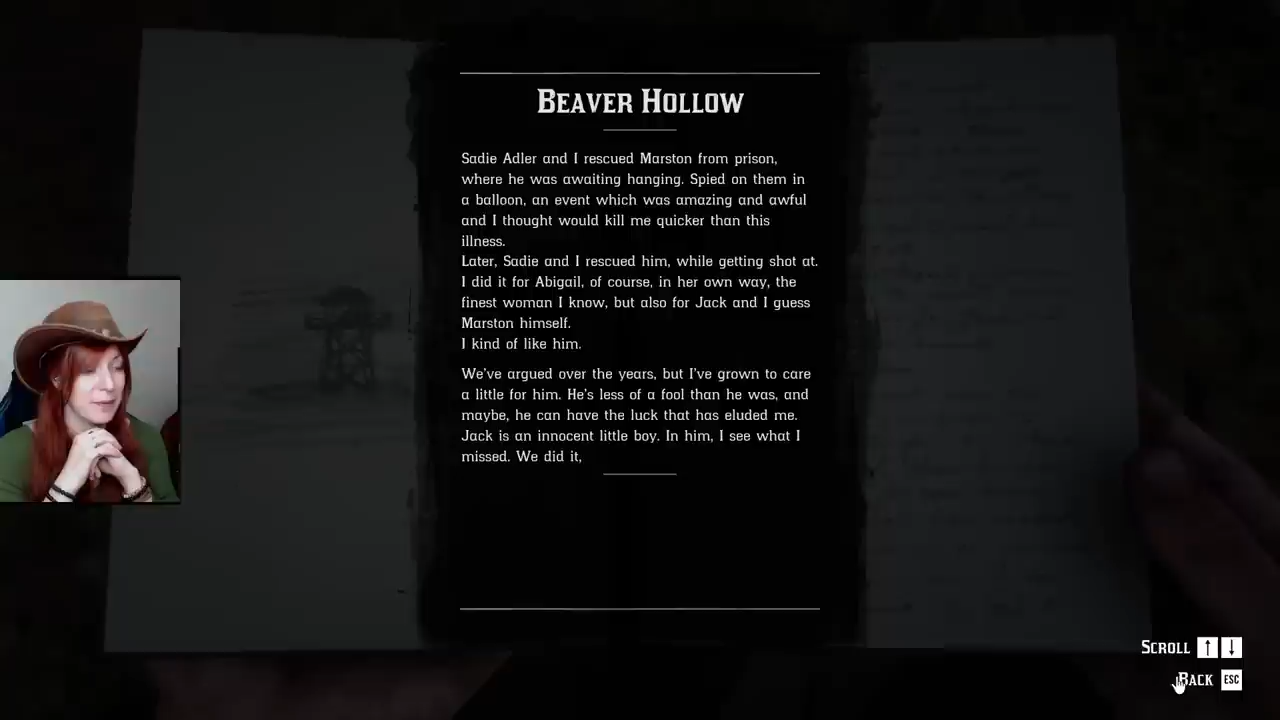 BEAVER HOLLOW
Sadie Adler and I rescued Marston from prison,
where he was awaiting hanging. Spied on them in
a balloon, an event which was amazing and awful
and I thought would kill me quicker than this
illness.
Later, Sadie and I rescued him, while getting shot at.
I did it for Abigail, of course, in her own way, the
finest woman I know, but also for Jack and I guess
Marston himself.
I kind of like him.
We've argued over the years, but I've grown to care
a little for him. He's less of a fool than he was, and
maybe, he can have the luck that has eluded me.
Jack is an innocent little boy. In him, I see what I
missed. We did it,
SCROLL ↑ ↓
BACK ESC